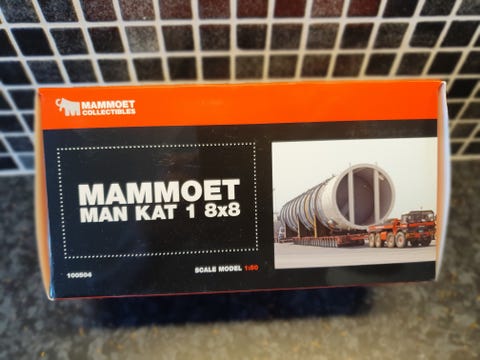 MAMMOET
COLLECTIBLES
MAMMOET
MAN KAT 1 8x8
100504
SCALE MODEL 1:50